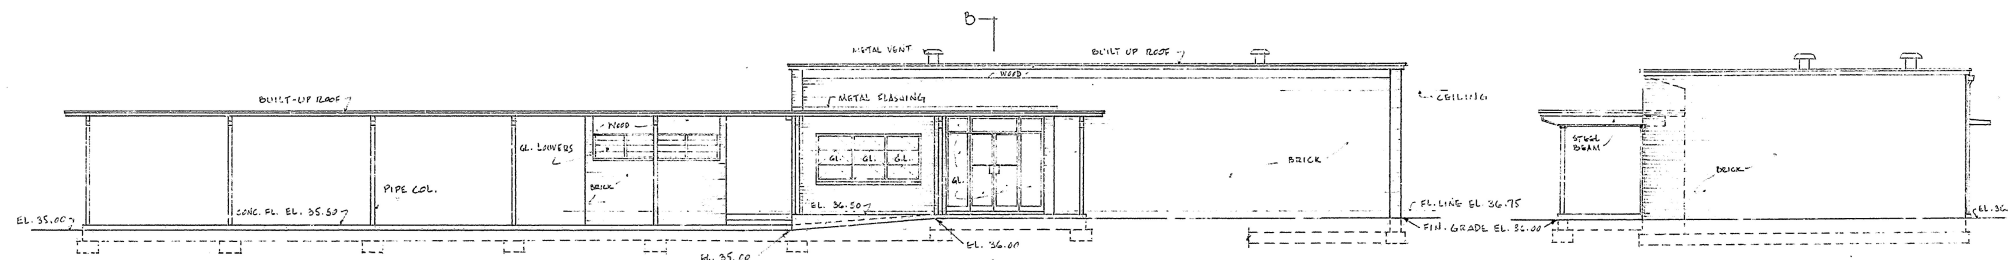 B
METAL VENT
BUILT UP ROOF
WOOD
BUILT-UP ROOF
METAL FLASHING
CEILING
WOOD
STEEL
BEAM
GL. LOUVERS
GL. GL. GL.
BRICK
BRICK
PIPE COL.
BRICK
GL.
EL. 35.00
CONC. FL. EL. 35.50
EL. 36.50
FL. LINE EL. 36.75
EL. 36
FIN. GRADE EL. 36.00
EL. 36.00
EL. 35.00